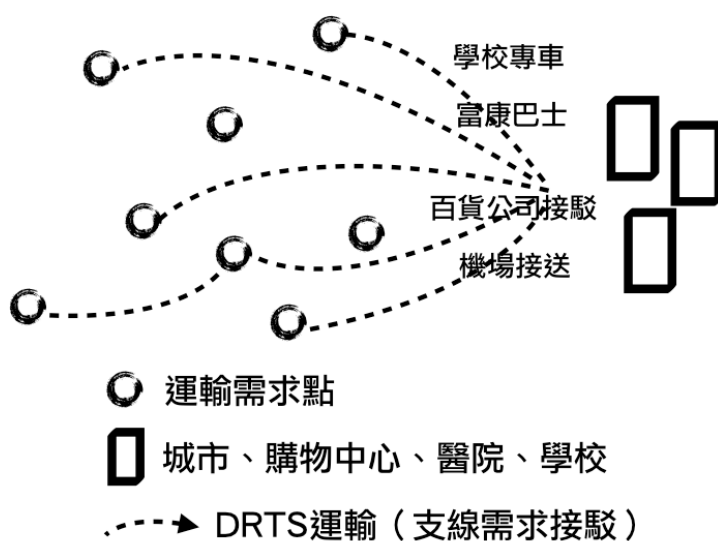 學校專車
富康巴士
百貨公司接駁
機場接送
運輸需求點
城市、購物中心、醫院、學校
DRTS運輸（支線需求接駁）